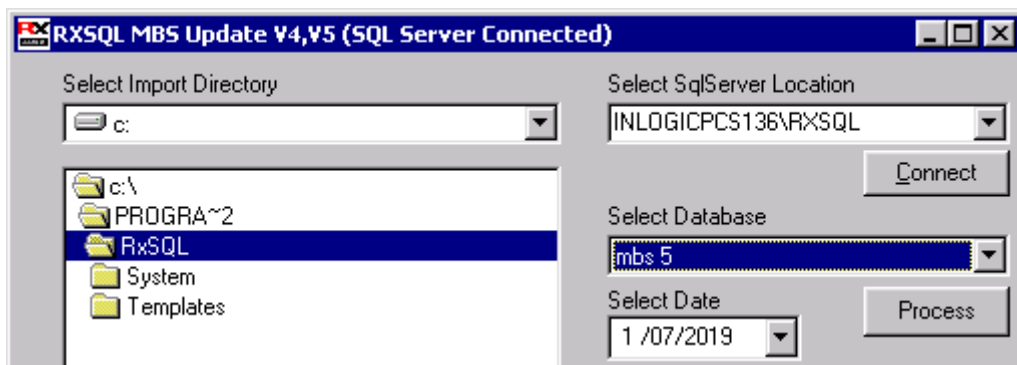 RX
RXSQL MBS Update V4,V5 (SQL Server Connected)
Select Import Directory
c:
c:\
PROGRA~2
RxSQL
System
Templates
Select SqlServer Location
INLOGICPCS136\RXSQL
Connect
Select Database
mbs 5
Select Date
1 /07/2019
Process